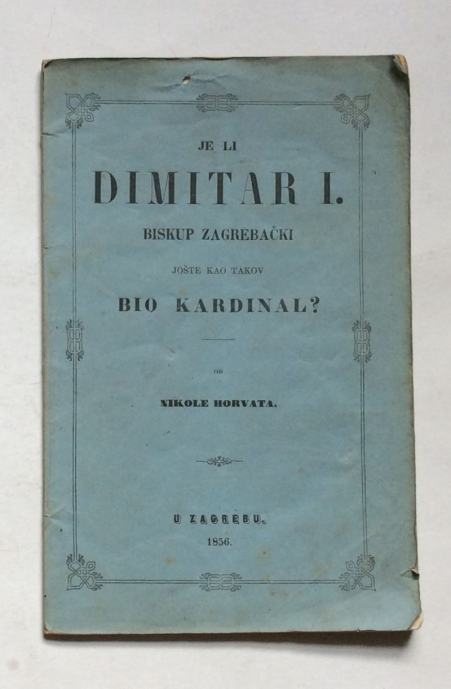 JE LI
DIMITAR I.
BISKUP ZAGREBAČKI
JOŠTE KAO TAKOV
BIO KARDINAL?
OD
NIKOLE HORVATA.
U ZAGREBU.
1856.